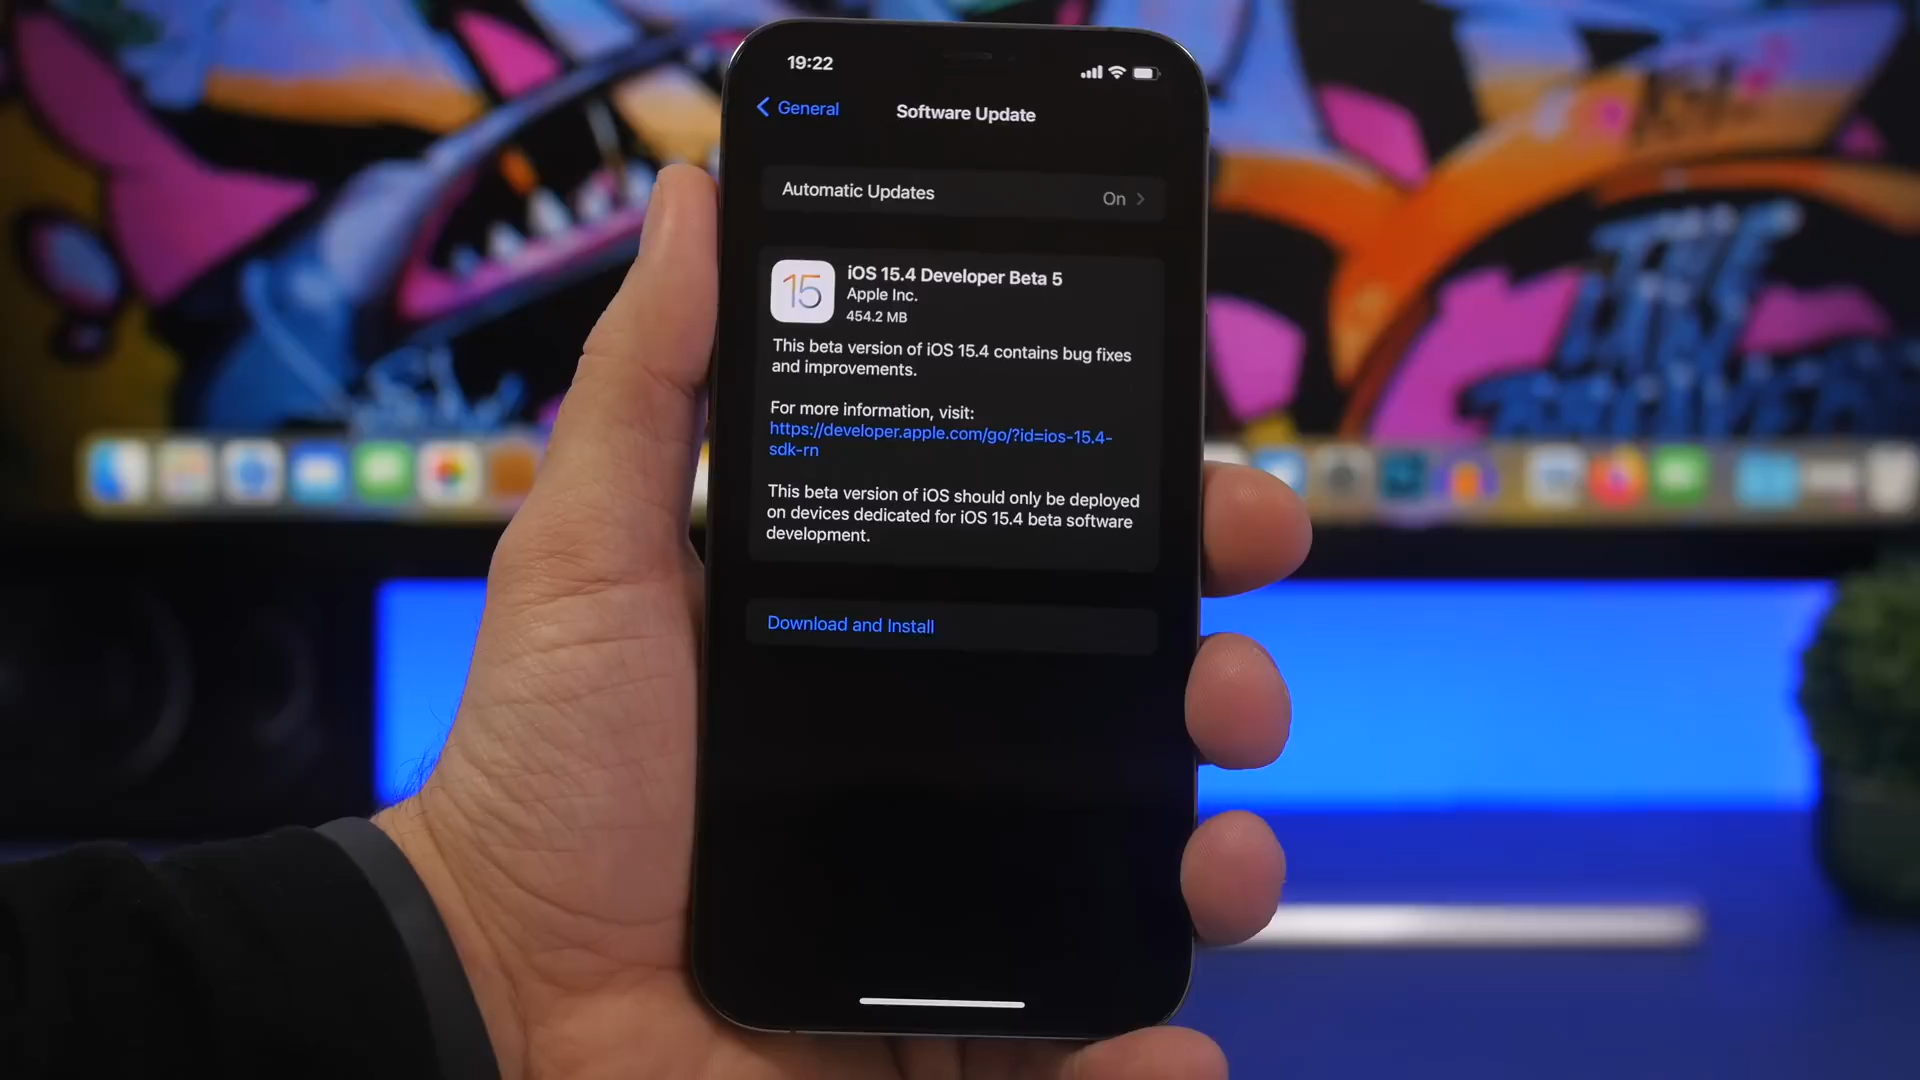 19:22
General
Software Update
Automatic Updates
On
15
iOS 15.4 Developer Beta 5
Apple Inc.
454.2 MB
This beta version of iOS 15.4 contains bug fixes
and improvements.
For more information, visit:
https://developer.apple.com/go/?id=ios-15.4-
sdk-rn
This beta version of iOS should only be deployed
on devices dedicated for iOS 15.4 beta software
development.
Download and Install